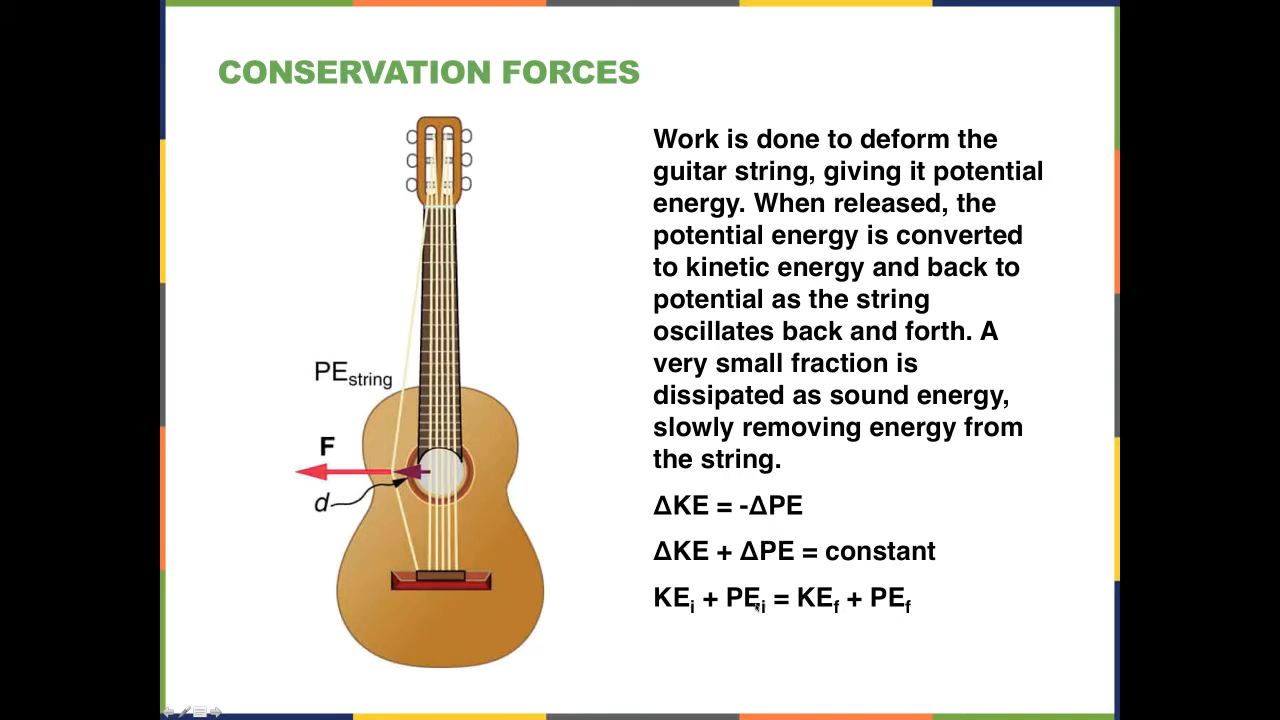 CONSERVATION FORCES
Work is done to deform the
guitar string, giving it potential
energy. When released, the
potential energy is converted
to kinetic energy and back to
potential as the string
oscillates back and forth. A
very small fraction is
dissipated as sound energy,
slowly removing energy from
the string.
ΔKE = -ΔPE
ΔKE + ΔPE = constant
KEi + PEi = KEf + PEf
PEstring
F
d